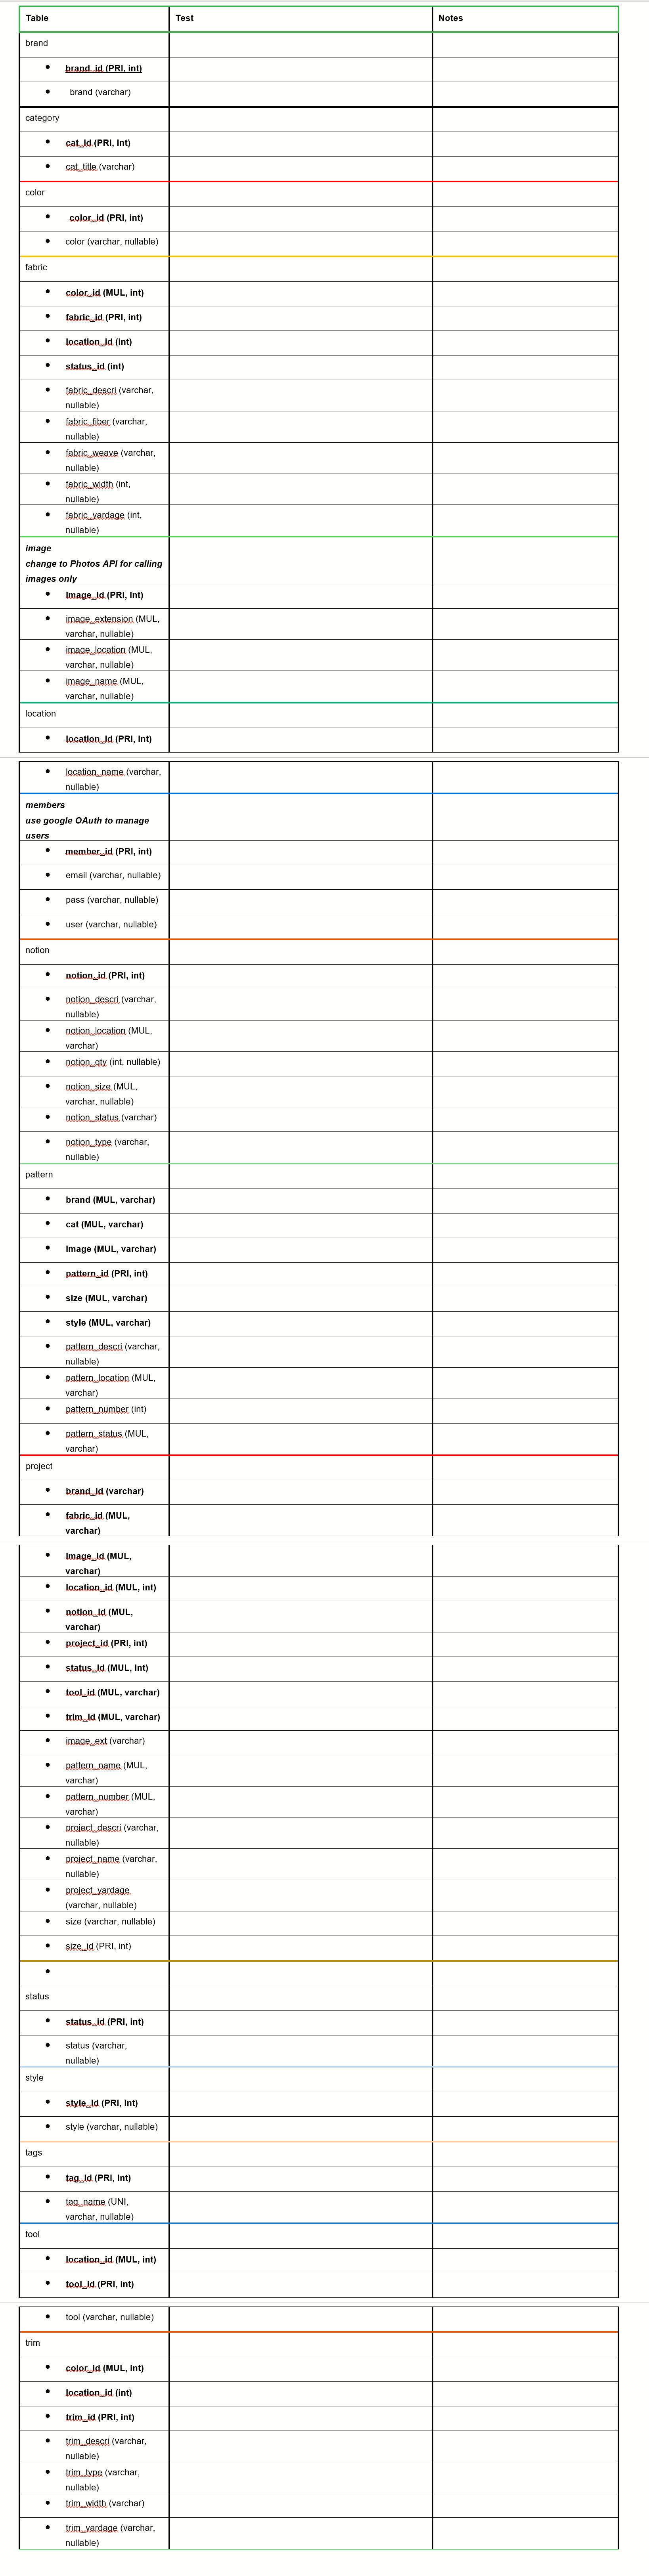 Table Test Notes
brand
• brand_id (PRI, int)
• brand (varchar)
category
• cat_id (PRI, int)
• cat_title (varchar)
color
• color_id (PRI, int)
• color (varchar, nullable)
fabric
• color_id (MUL, int)
• fabric_id (PRI, int)
• location_id (int)
• status_id (int)
• fabric_descri (varchar,
nullable)
• fabric_fiber (varchar,
nullable)
• fabric_weave (varchar,
nullable)
• fabric_width (int,
nullable)
• fabric_yardage (int,
nullable)
image
change to Photos API for calling
images only
• image_id (PRI, int)
• image_extension (MUL,
varchar, nullable)
• image_location (MUL,
varchar, nullable)
• image_name (MUL,
varchar, nullable)
location
• location_id (PRI, int)
• location_name (varchar,
nullable)
members
use google OAuth to manage
users
• member_id (PRI, int)
• email (varchar, nullable)
• pass (varchar, nullable)
• user (varchar, nullable)
notion
• notion_id (PRI, int)
• notion_descri (varchar,
nullable)
• notion_location (MUL,
varchar)
• notion_qty (int, nullable)
• notion_size (MUL,
varchar, nullable)
• notion_status (varchar)
• notion_type (varchar,
nullable)
pattern
• brand (MUL, varchar)
• cat (MUL, varchar)
• image (MUL, varchar)
• pattern_id (PRI, int)
• size (MUL, varchar)
• style (MUL, varchar)
• pattern_descri (varchar,
nullable)
• pattern_location (MUL,
varchar)
• pattern_number (int)
• pattern_status (MUL,
varchar)
project
• brand_id (varchar)
• fabric_id (MUL,
varchar)
• image_id (MUL,
varchar)
• location_id (MUL, int)
• notion_id (MUL,
varchar)
• project_id (PRI, int)
• status_id (MUL, int)
• tool_id (MUL, varchar)
• trim_id (MUL, varchar)
• image_ext (varchar)
• pattern_name (MUL,
varchar)
• pattern_number (MUL,
varchar)
• project_descri (varchar,
nullable)
• project_name (varchar,
nullable)
• project_yardage
(varchar, nullable)
• size (varchar, nullable)
• size_id (PRI, int)
•
status
• status_id (PRI, int)
• status (varchar,
nullable)
style
• style_id (PRI, int)
• style (varchar, nullable)
tags
• tag_id (PRI, int)
• tag_name (UNI,
varchar, nullable)
tool
• location_id (MUL, int)
• tool_id (PRI, int)
• tool (varchar, nullable)
trim
• color_id (MUL, int)
• location_id (int)
• trim_id (PRI, int)
• trim_descri (varchar,
nullable)
• trim_type (varchar,
nullable)
• trim_width (varchar)
• trim_yardage (varchar,
nullable)